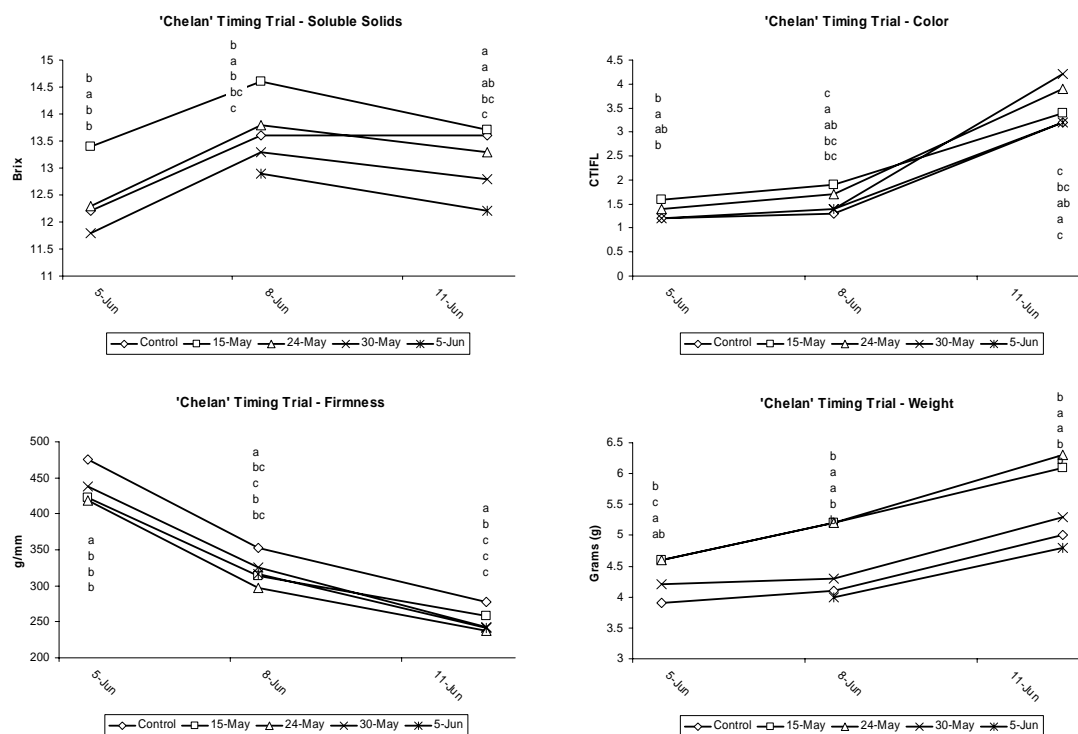 'Chelan' Timing Trial - Soluble Solids
b
a
b
b
b
a
b
bc
c
a
a
ab
bc
c
15
14.5
14
13.5
13
12.5
12
11.5
11
Brix
5-Jun
8-Jun
11-Jun
Control 15-May 24-May 30-May 5-Jun
'Chelan' Timing Trial - Color
b
a
ab
b
c
a
ab
bc
bc
c
bc
ab
a
c
4.5
4
3.5
3
2.5
2
1.5
1
0.5
0
CTIFL
5-Jun
8-Jun
11-Jun
Control 15-May 24-May 30-May 5-Jun
'Chelan' Timing Trial - Firmness
a
b
b
b
a
bc
c
b
bc
a
b
c
c
c
500
450
400
350
300
250
200
g/mm
5-Jun
8-Jun
11-Jun
Control 15-May 24-May 30-May 5-Jun
'Chelan' Timing Trial - Weight
b
c
a
ab
b
a
a
b
b
b
a
a
b
b
6.5
6
5.5
5
4.5
4
3.5
3
Grams (g)
5-Jun
8-Jun
11-Jun
Control 15-May 24-May 30-May 5-Jun